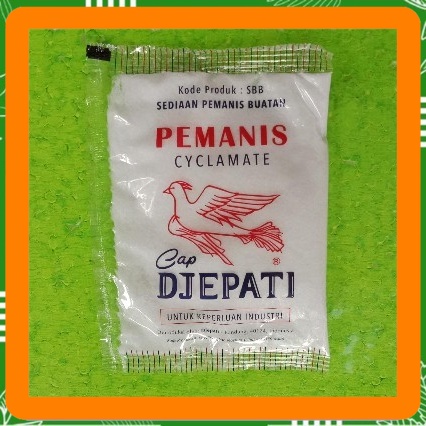 Kode Produk : SBB
SEDIAAN PEMANIS BUATAN
PEMANIS
CYCLAMATE
Cap
DJEPATI
®
UNTUK KEPERLUAN INDUSTRI